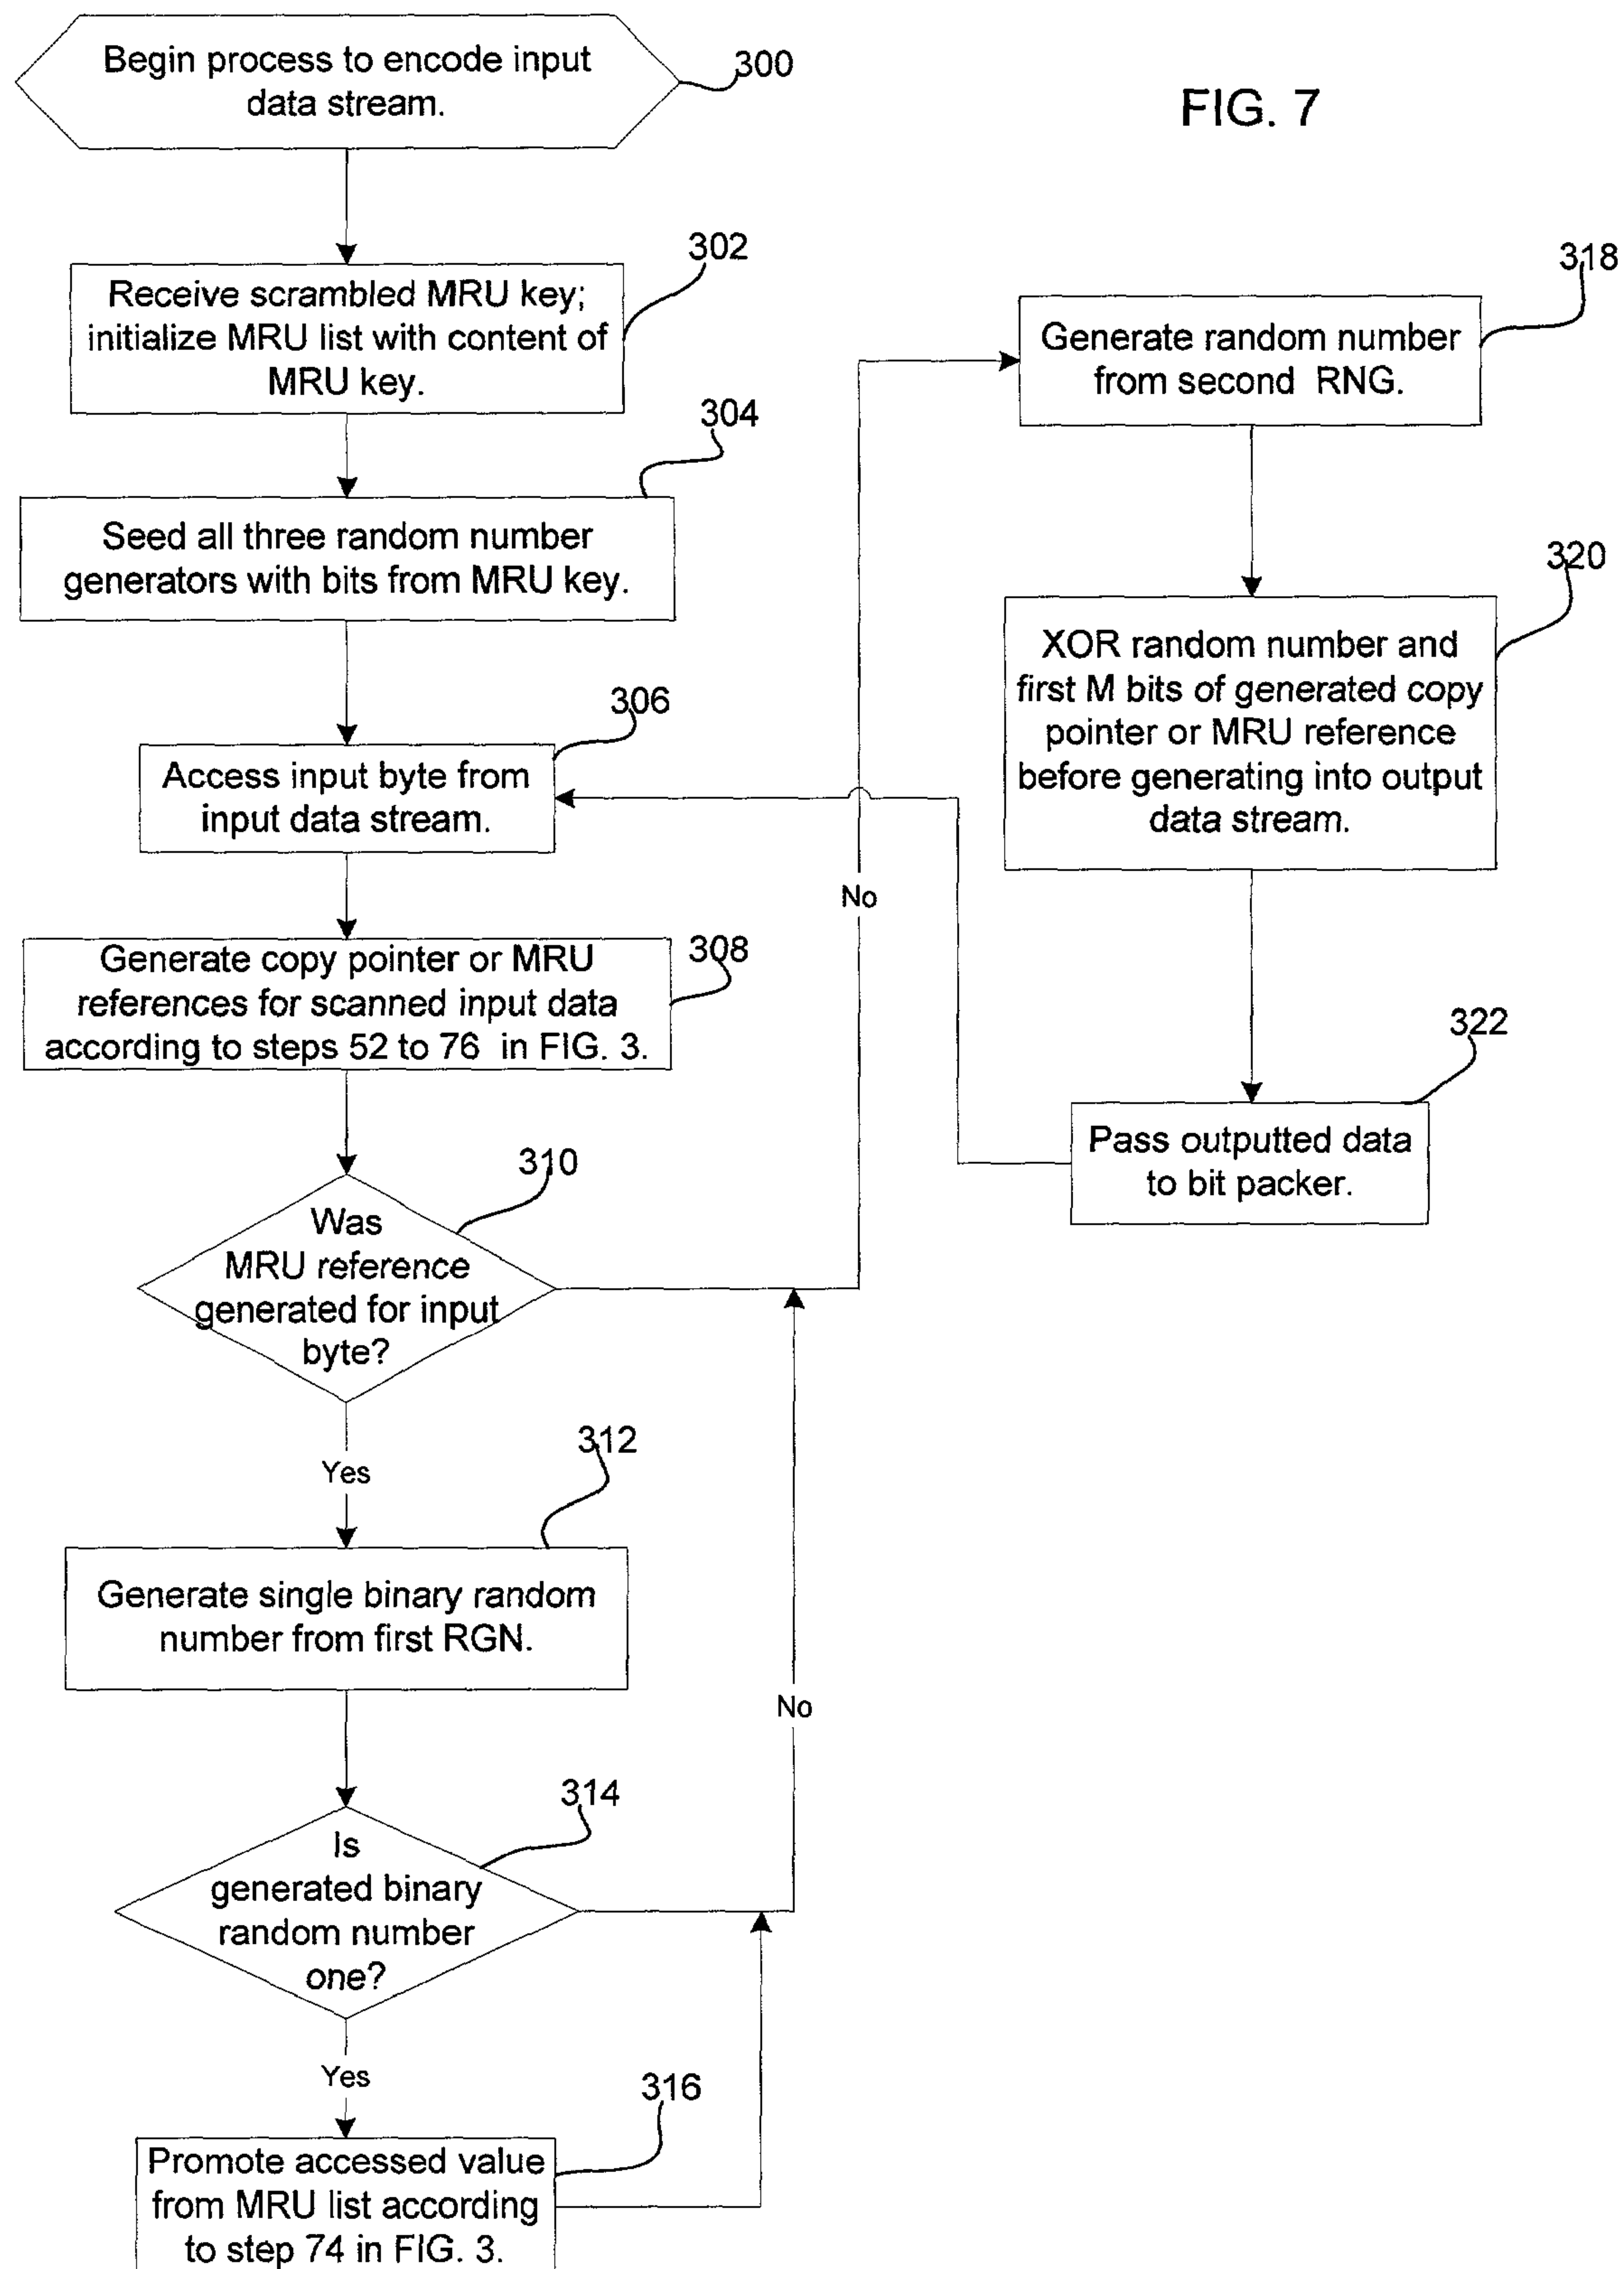 Begin process to encode input
data stream.
300
FIG. 7
302
Receive scrambled MRU key;
initialize MRU list with content of
MRU key.
304
Seed all three random number
generators with bits from MRU key.
306
Access input byte from
input data stream.
308
Generate copy pointer or MRU
references for scanned input data
according to steps 52 to 76 in FIG. 3.
310
Was
MRU reference
generated for input
byte?
No
Yes
312
Generate single binary random
number from first RGN.
314
Is
generated binary
random number
one?
No
Yes
316
Promote accessed value
from MRU list according
to step 74 in FIG. 3.
318
Generate random number
from second RNG.
320
XOR random number and
first M bits of generated copy
pointer or MRU reference
before generating into output
data stream.
322
Pass outputted data
to bit packer.